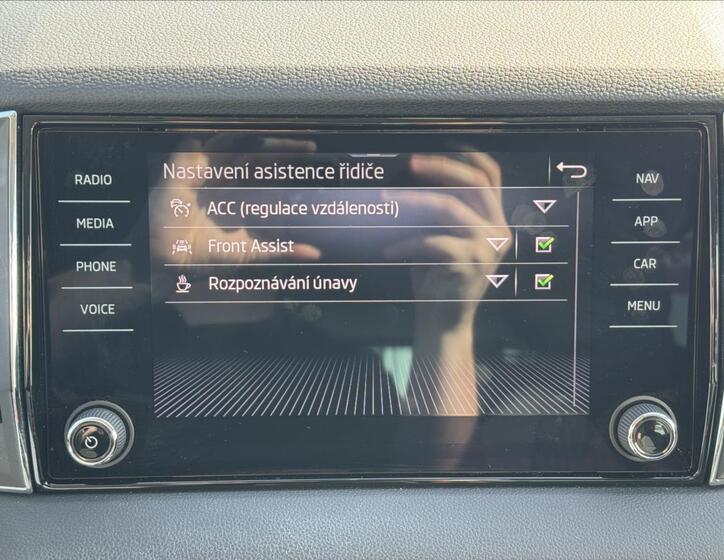 RADIO
MEDIA
PHONE
VOICE
Nastavení asistence řidiče
ACC (regulace vzdálenosti)
Front Assist
Rozpoznávání únavy
NAV
APP
CAR
MENU